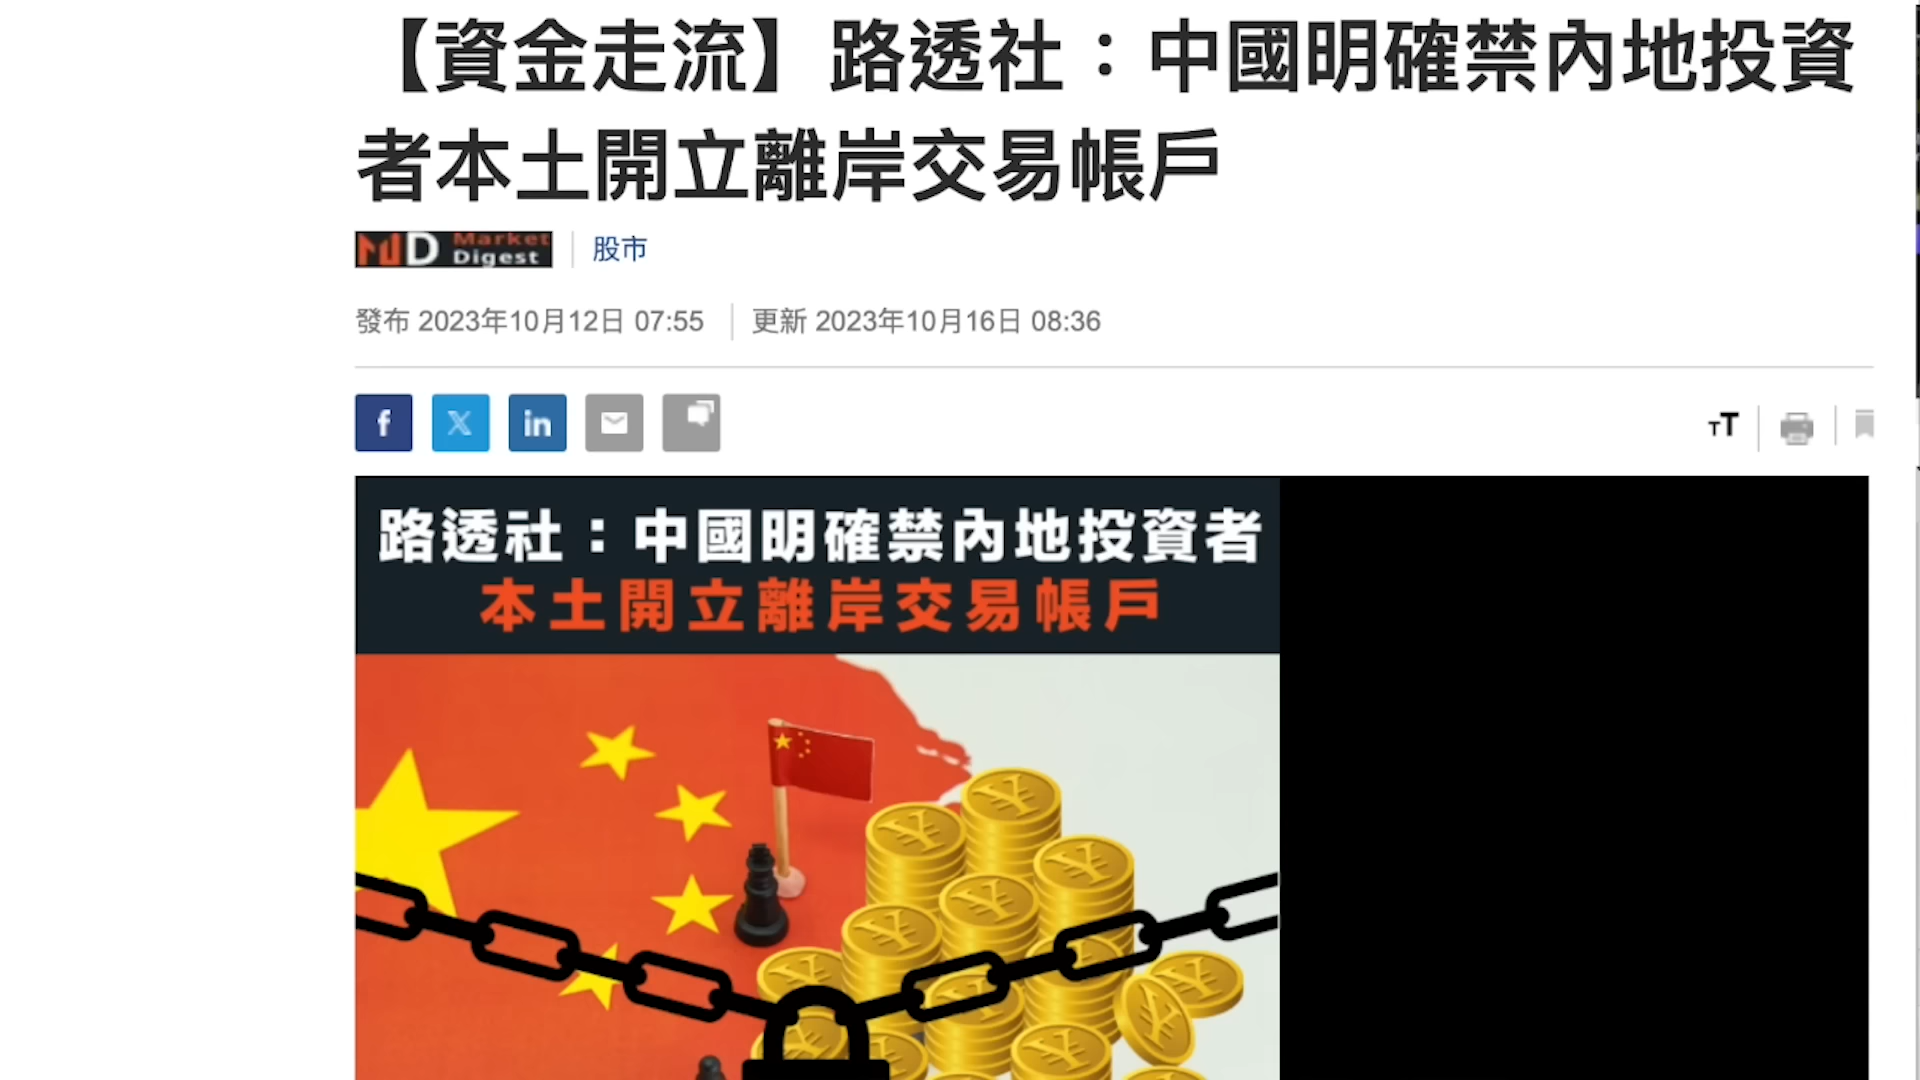 【資金走流】路透社：中國明確禁內地投資
者本土開立離岸交易帳戶
MD Market Digest
股市
發布 2023年10月12日 07:55
更新 2023年10月16日 08:36
f
X
in
TT
路透社：中國明確禁內地投資者
本土開立離岸交易帳戶